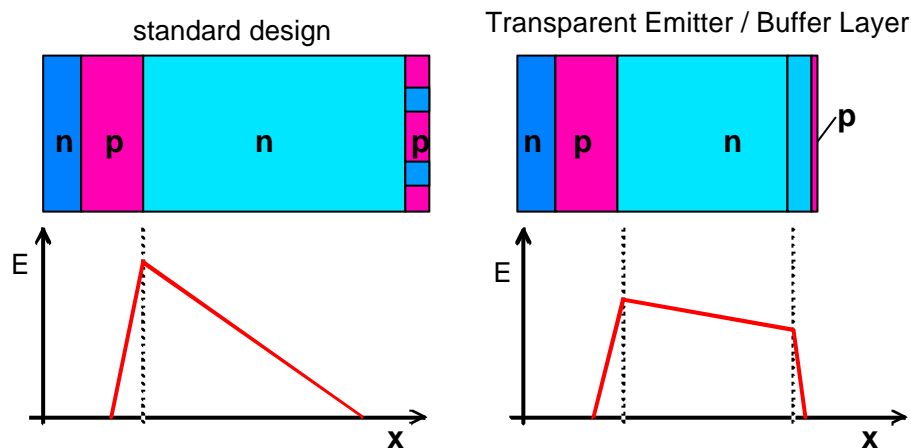 standard design
n p n p
E
x
Transparent Emitter / Buffer Layer
n p n p
E
x